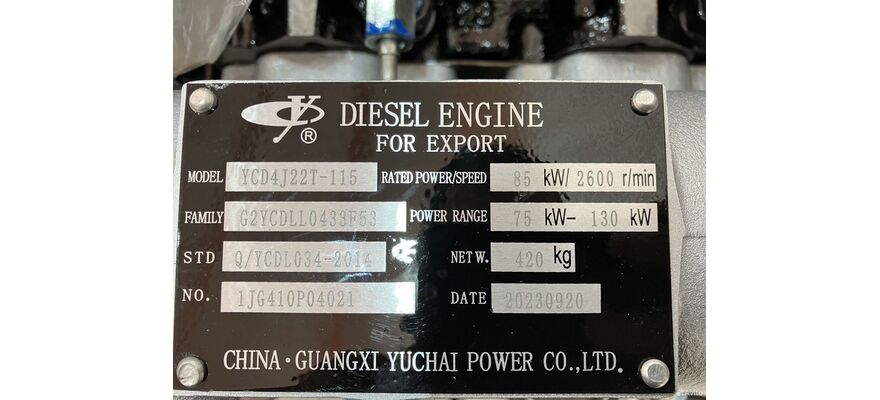 DIESEL ENGINE
FOR EXPORT
MODEL YCD4J22T-115 RATED POWER/SPEED 85 kW/ 2600 r/min
FAMILY G2YCDLL0433F53 POWER RANGE 75 kW- 130 kW
STD Q/YCDL034-2014 NET W. 420 kg
NO. IJG410P04021 DATE 20230920
CHINA·GUANGXI YUCHAI POWER CO.,LTD.